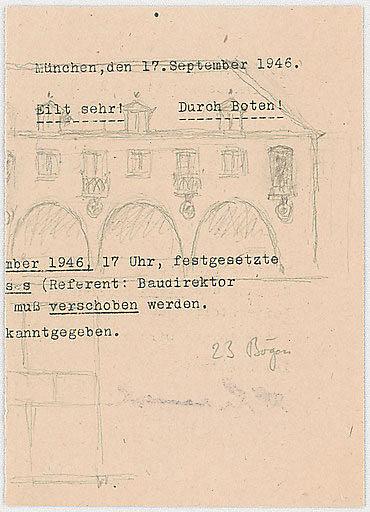 München,den 17.September 1946.
Eilt sehr! Durch Boten!
mber 1946, 17 Uhr, festgesetzte
s s (Referent: Baudirektor
muß verschoben werden.
kanntgegeben.
23 Bögen